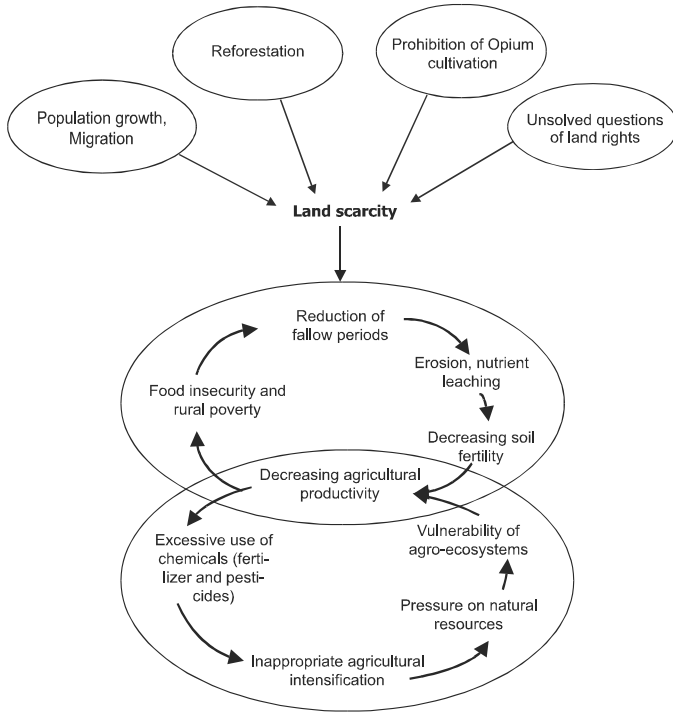 Reforestation
Prohibition of Opium
cultivation
Population growth,
Migration
Unsolved questions
of land rights
Land scarcity
Reduction of
fallow periods
Erosion, nutrient
leaching
Food insecurity and
rural poverty
Decreasing soil
fertility
Decreasing agricultural
productivity
Excessive use of
chemicals (ferti-
lizer and pesti-
cides)
Vulnerability of
agro-ecosystems
Pressure on natural
resources
Inappropriate agricultural
intensification